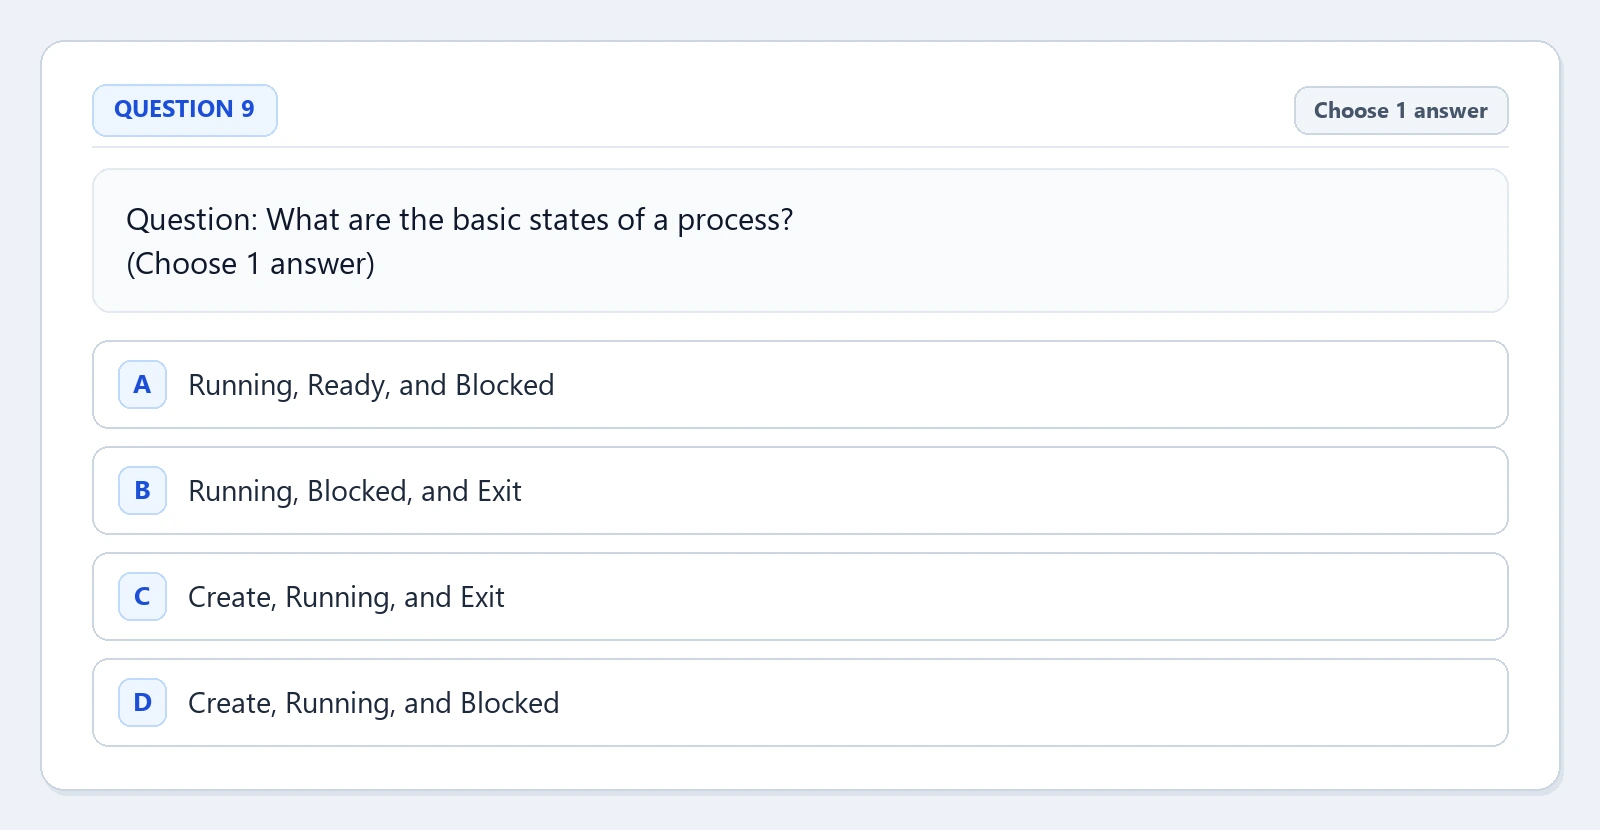 QUESTION 9
Choose 1 answer
Question: What are the basic states of a process?
(Choose 1 answer)
A Running, Ready, and Blocked
B Running, Blocked, and Exit
C Create, Running, and Exit
D Create, Running, and Blocked